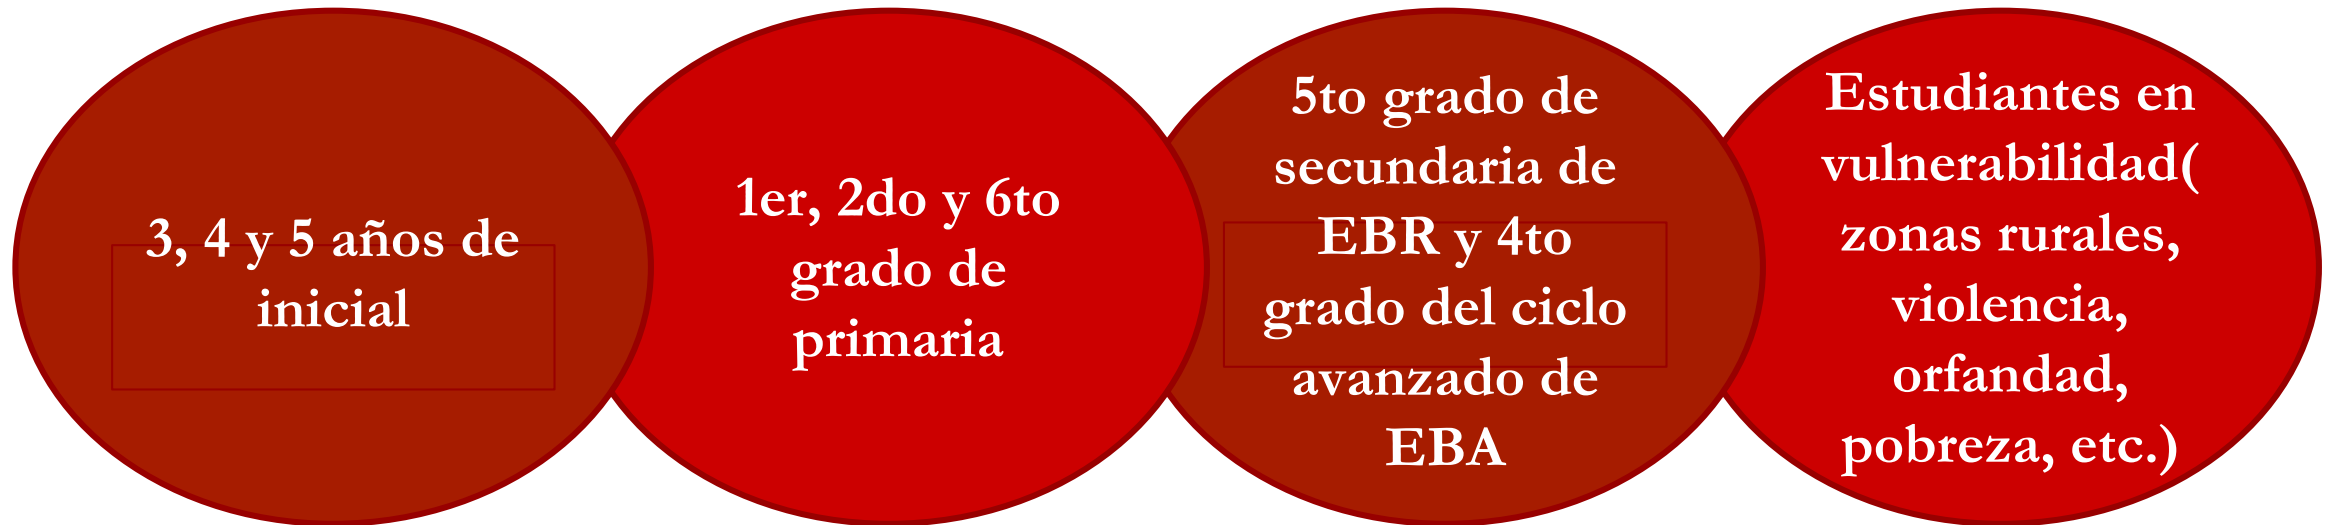 3, 4 y 5 años de
inicial
1er, 2do y 6to
grado de
primaria
5to grado de
secundaria de
EBR y 4to
grado del ciclo
avanzado de
EBA
Estudiantes en
vulnerabilidad(
zonas rurales,
violencia,
orfandad,
pobreza, etc.)